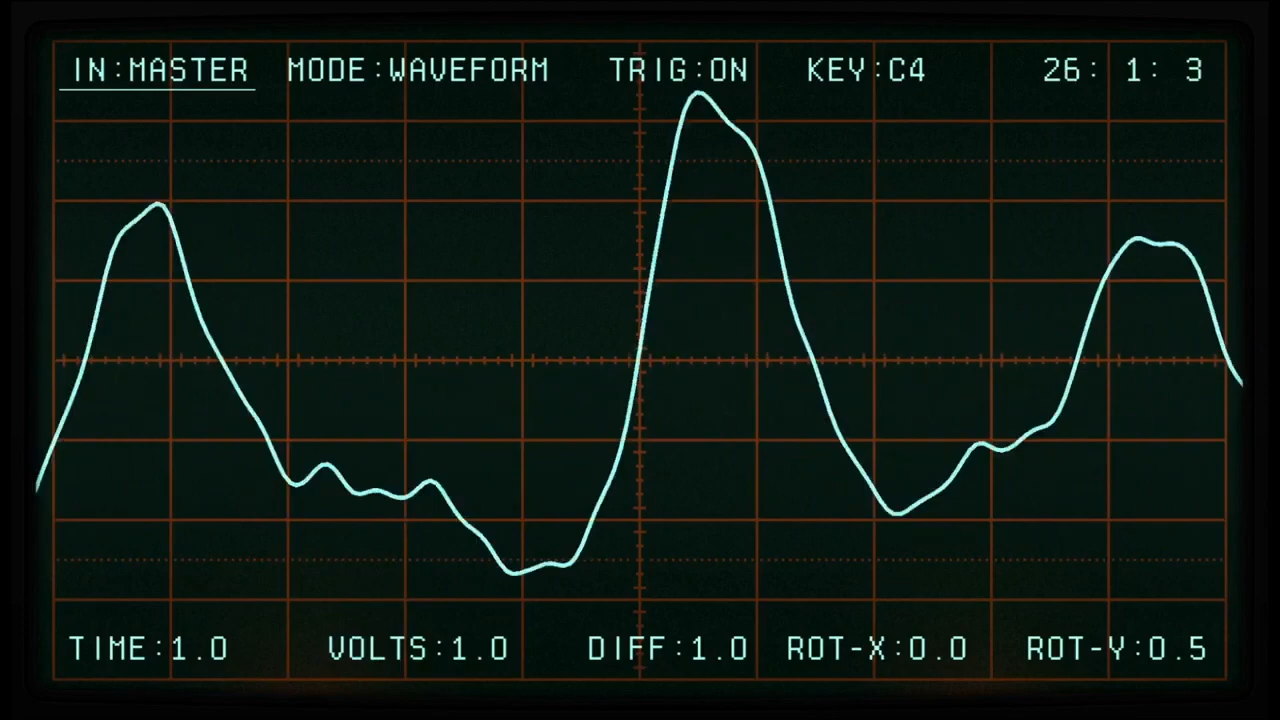 IN:MASTER MODE:WAVEFORM TRIG:ON KEY:C4 26: 1: 3
TIME:1.0 VOLTS:1.0 DIFF:1.0 ROT-X:0.0 ROT-Y:0.5